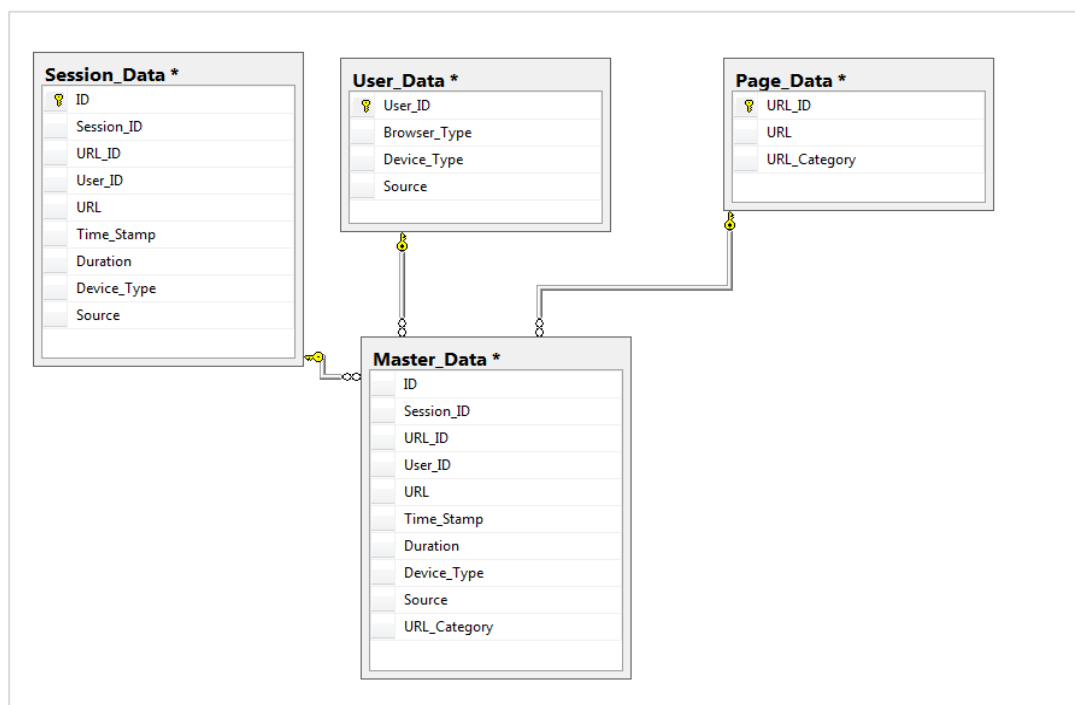 Session_Data *
ID
Session_ID
URL_ID
User_ID
URL
Time_Stamp
Duration
Device_Type
Source
User_Data *
User_ID
Browser_Type
Device_Type
Source
Page_Data *
URL_ID
URL
URL_Category
Master_Data *
ID
Session_ID
URL_ID
User_ID
URL
Time_Stamp
Duration
Device_Type
Source
URL_Category